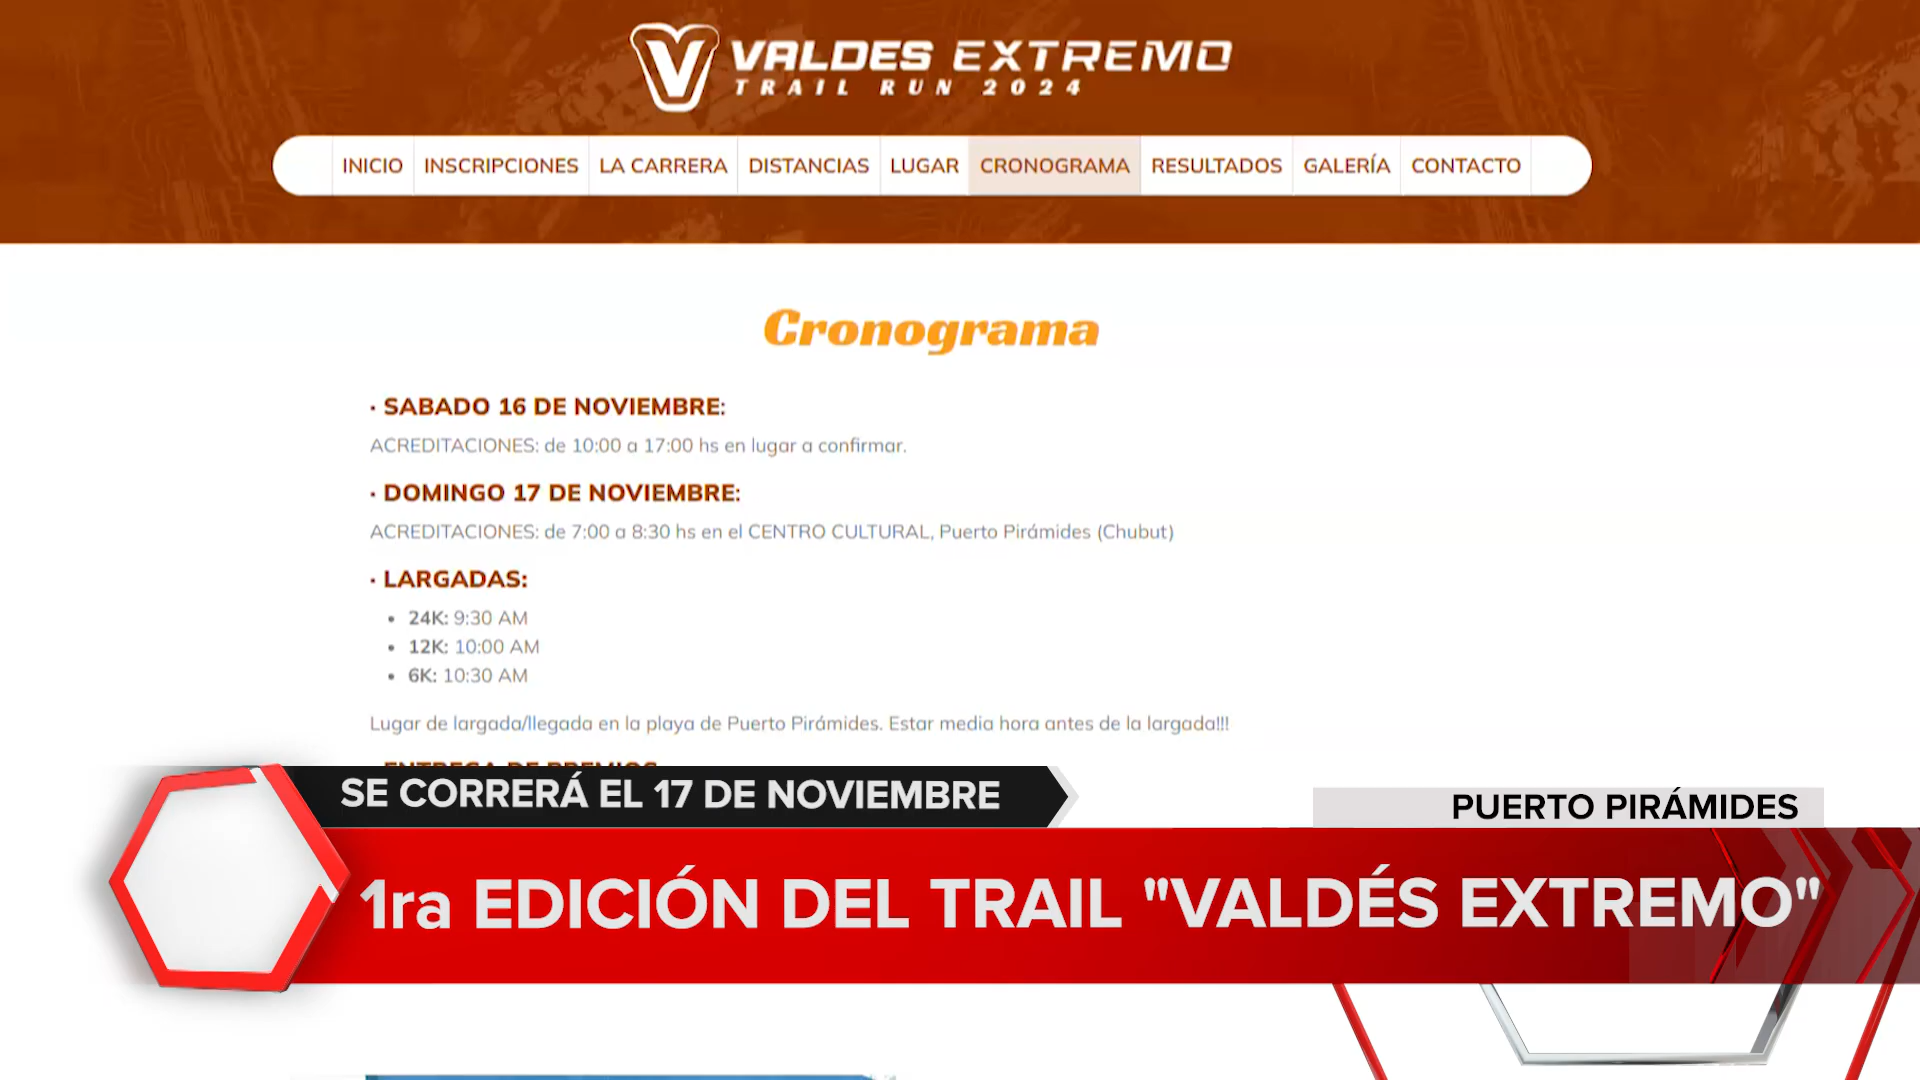 VALDES EXTREMO
TRAIL RUN 2024
INICIO INSCRIPCIONES LA CARRERA DISTANCIAS LUGAR CRONOGRAMA RESULTADOS GALERÍA CONTACTO
Cronograma
· SABADO 16 DE NOVIEMBRE:
ACREDITACIONES: de 10:00 a 17:00 hs en lugar a confirmar.
· DOMINGO 17 DE NOVIEMBRE:
ACREDITACIONES: de 7:00 a 8:30 hs en el CENTRO CULTURAL, Puerto Pirámides (Chubut)
· LARGADAS:
• 24K: 9:30 AM
• 12K: 10:00 AM
• 6K: 10:30 AM
Lugar de largada/llegada en la playa de Puerto Pirámides. Estar media hora antes de la largada!!!
ENTREGA DE PREMIOS
SE CORRERÁ EL 17 DE NOVIEMBRE
PUERTO PIRÁMIDES
1ra EDICIÓN DEL TRAIL "VALDÉS EXTREMO"